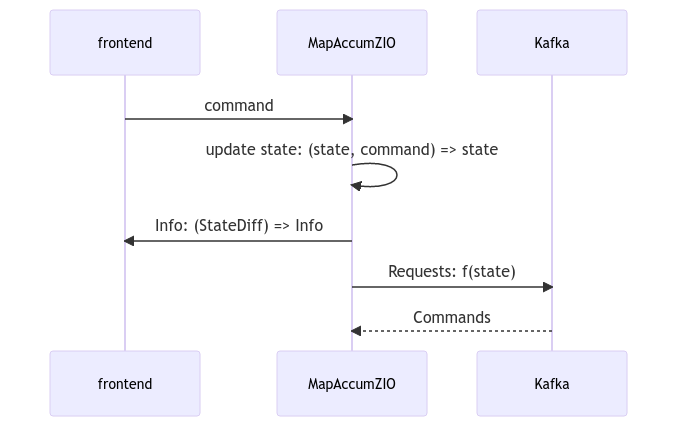 frontend
MapAccumZIO
Kafka
command
update state: (state, command) => state
Info: (StateDiff) => Info
Requests: f(state)
Commands
frontend
MapAccumZIO
Kafka